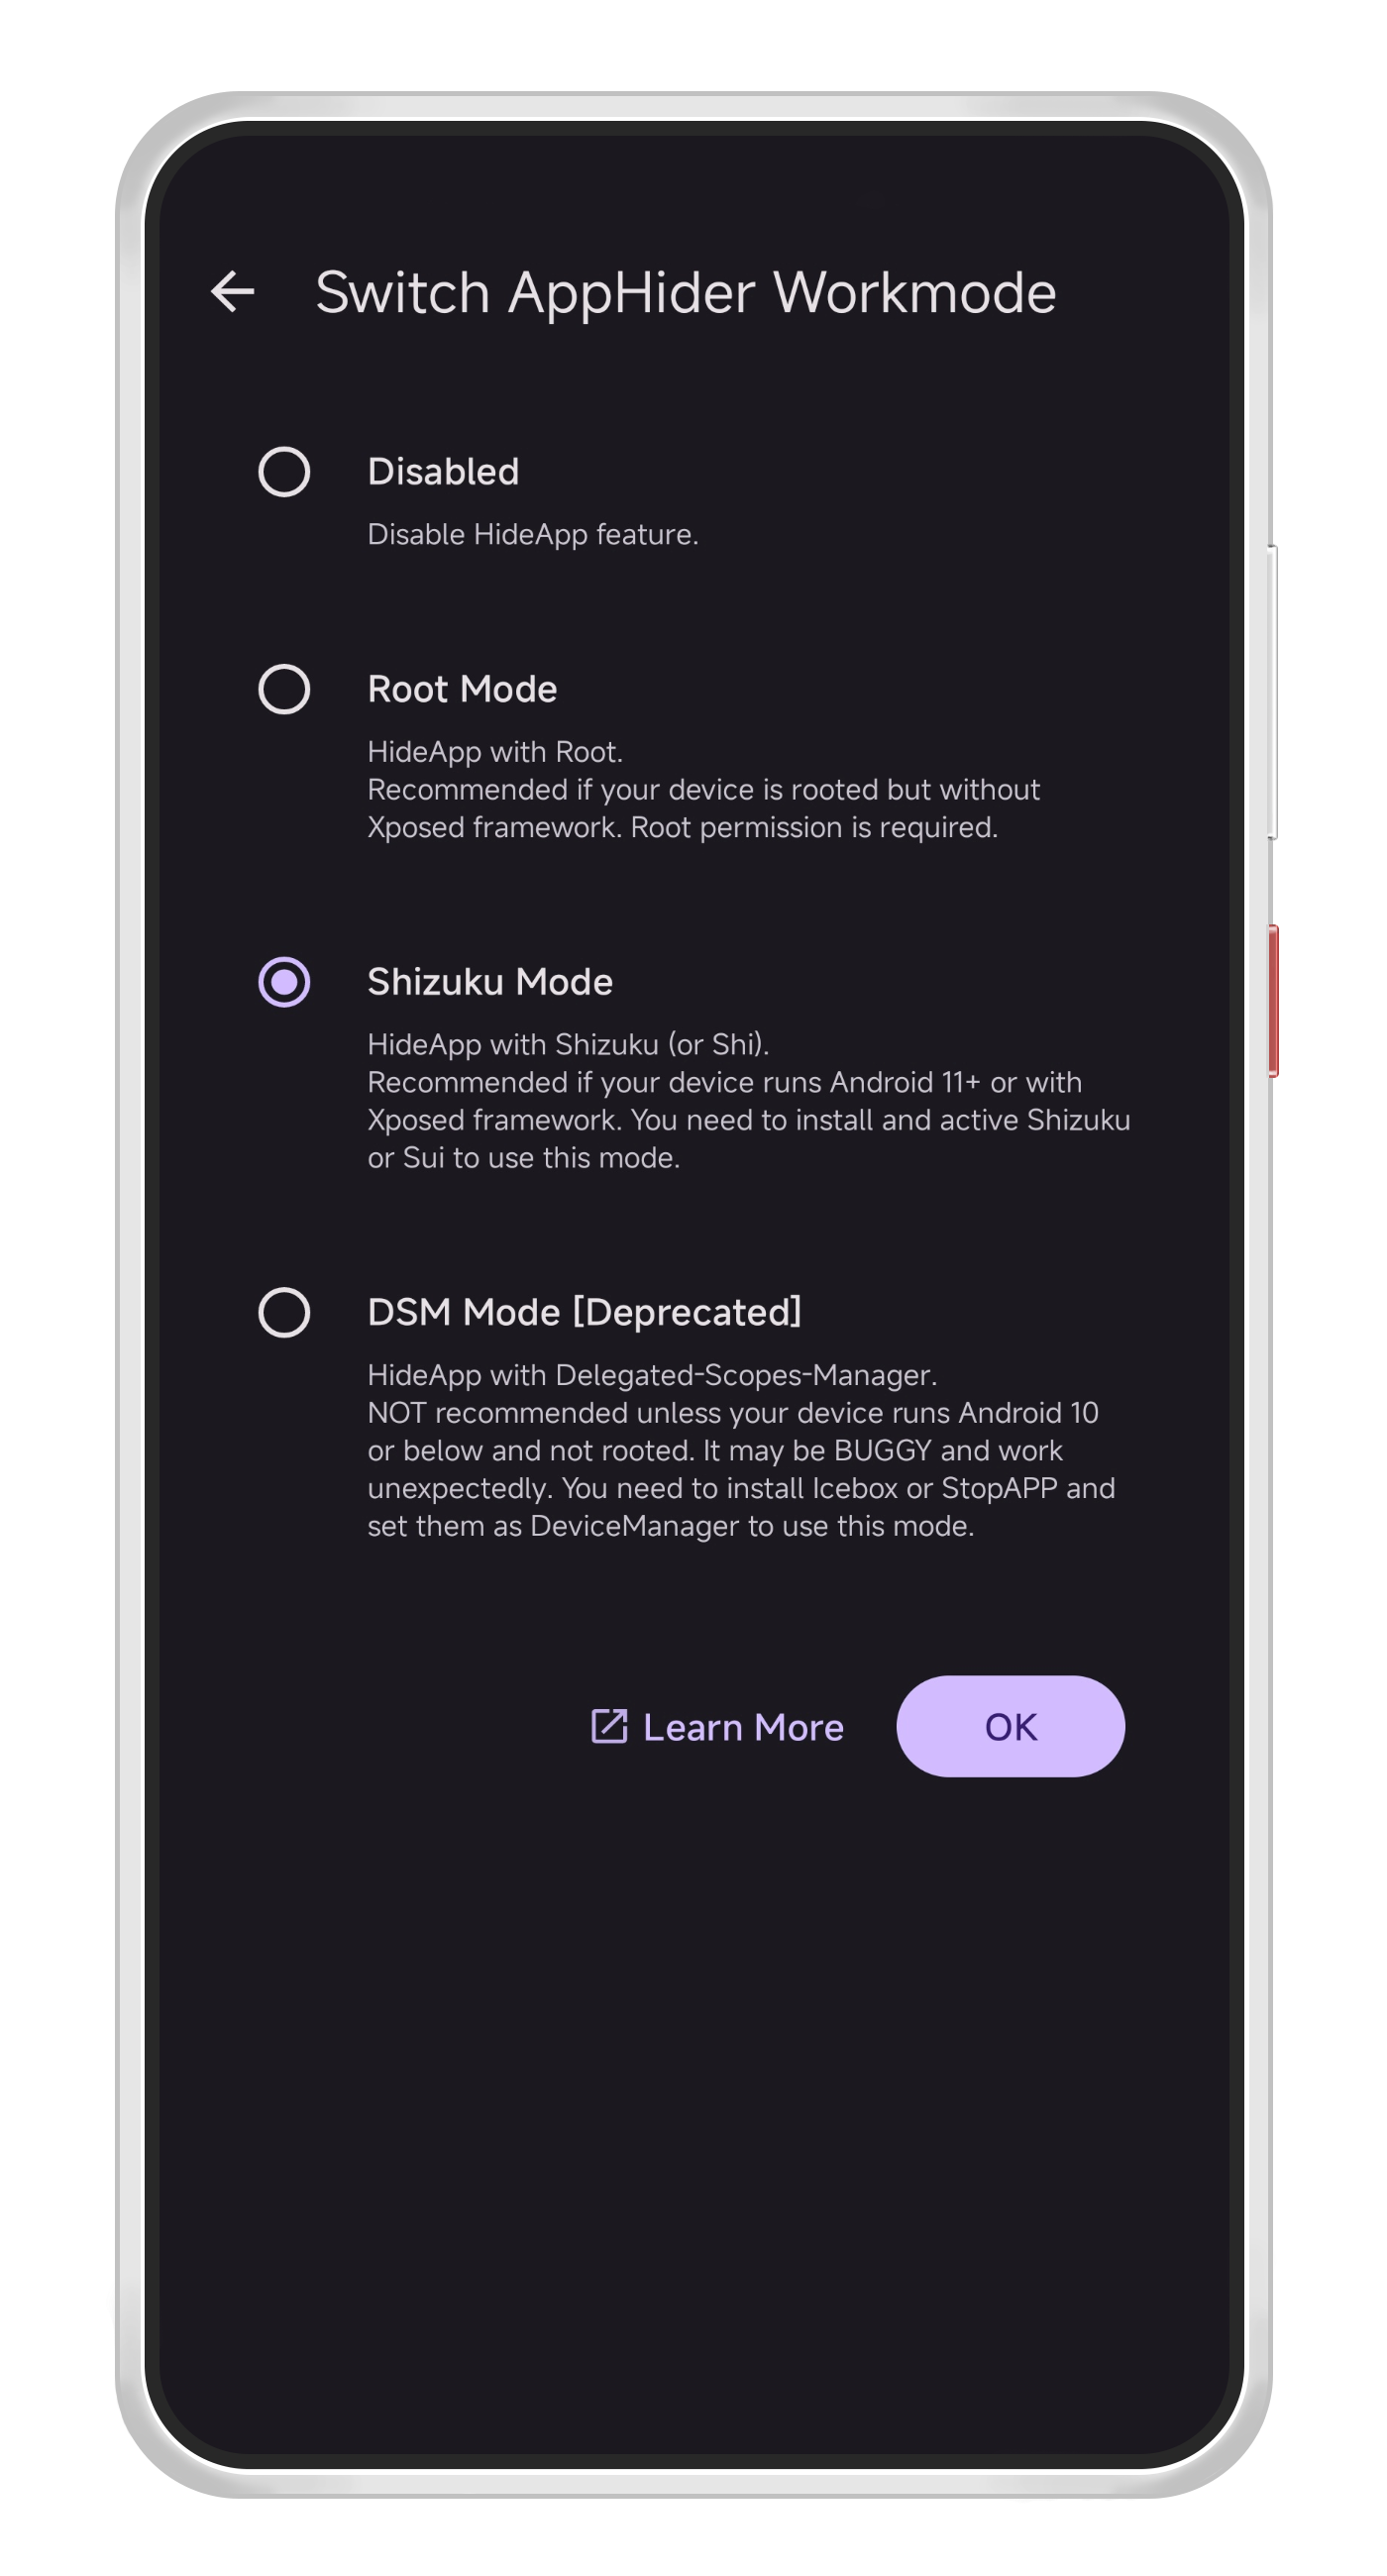 Switch AppHider Workmode
Disabled
Disable HideApp feature.
Root Mode
HideApp with Root.
Recommended if your device is rooted but without
Xposed framework. Root permission is required.
Shizuku Mode
HideApp with Shizuku (or Shi).
Recommended if your device runs Android 11+ or with
Xposed framework. You need to install and active Shizuku
or Sui to use this mode.
DSM Mode [Deprecated]
HideApp with Delegated-Scopes-Manager.
NOT recommended unless your device runs Android 10
or below and not rooted. It may be BUGGY and work
unexpectedly. You need to install Icebox or StopAPP and
set them as DeviceManager to use this mode.
Learn More
OK